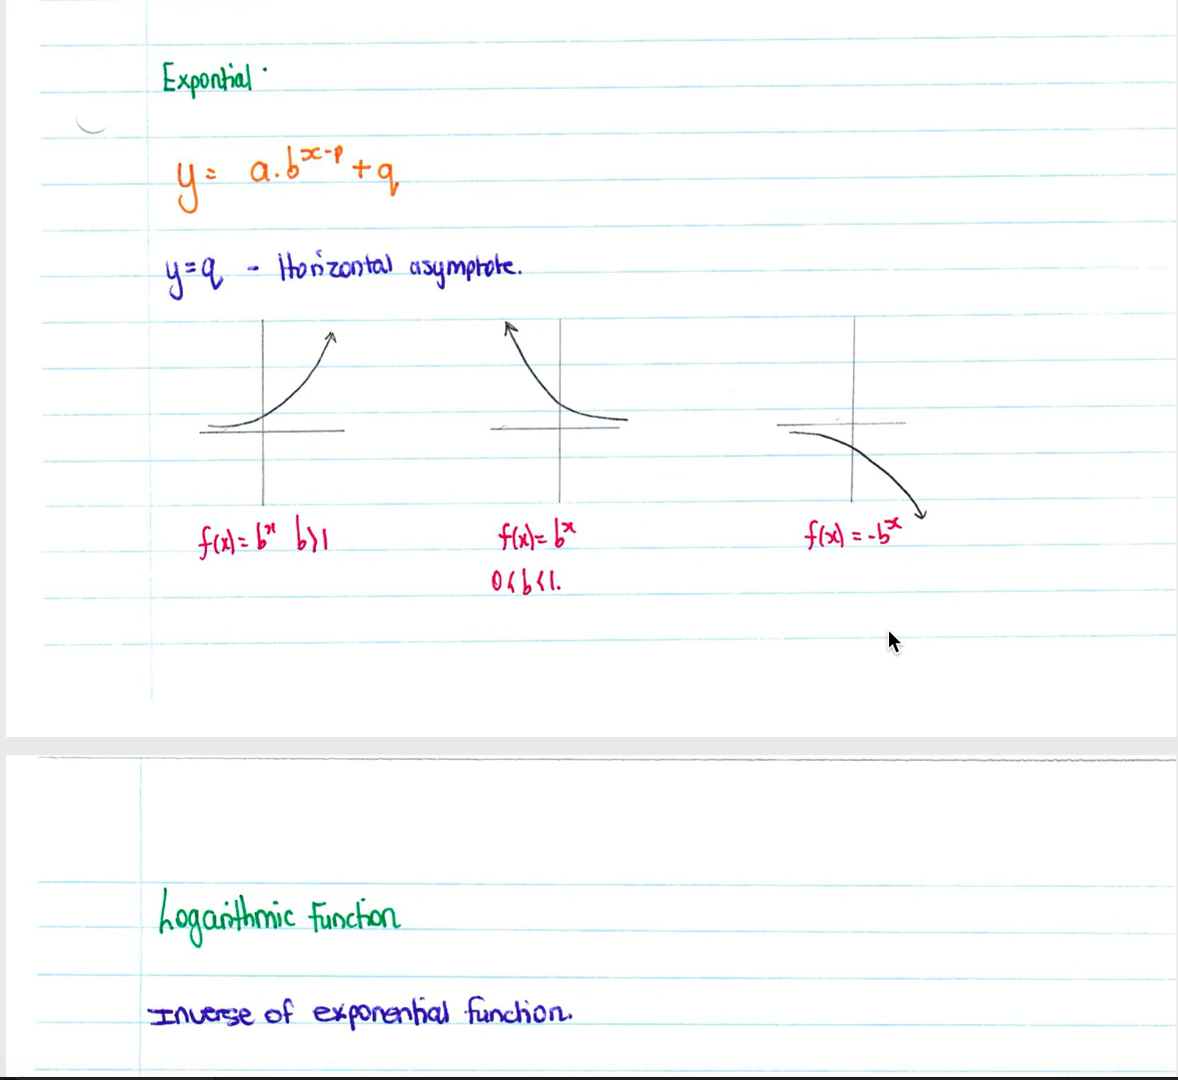 Expontial
y= a.b^x-p + q
y=q - Horizontal asymptote.
f(x)= b^x b>1
f(x)= b^x
0<b<1.
f(x) = -b^x
Logarithmic Function
Inverse of exponential function.